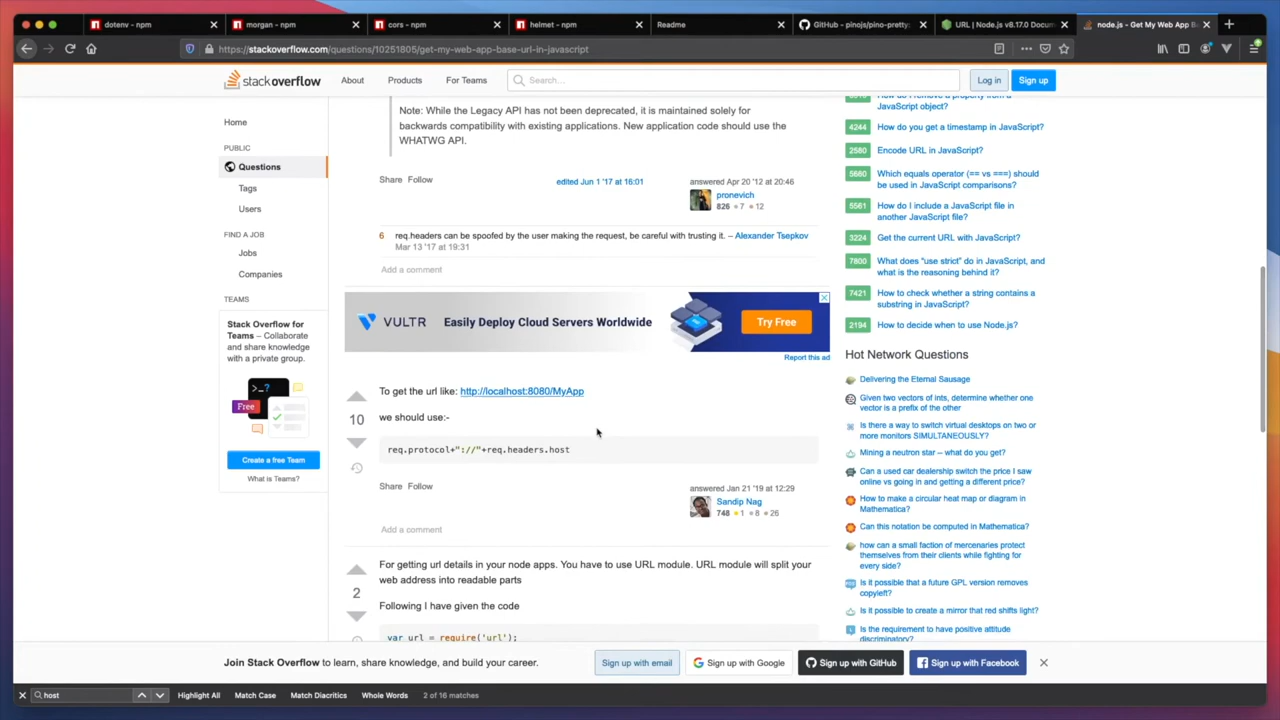 dotenv - npm
morgan - npm
cors - npm
helmet - npm
Readme
GitHub - pinojs/pino-pretty:
URL | Node.js v8.17.0 Docum
node.js - Get My Web App B
https://stackoverflow.com/questions/10251805/get-my-web-app-base-url-in-javascript
stack overflow
About
Products
For Teams
Search...
Log in
Sign up
Home
PUBLIC
Questions
Tags
Users
FIND A JOB
Jobs
Companies
TEAMS
Stack Overflow for
Teams – Collaborate
and share knowledge
with a private group.
>_?
Free
Create a free Team
What is Teams?
Note: While the Legacy API has not been deprecated, it is maintained solely for
backwards compatibility with existing applications. New application code should use the
WHATWG API.
Share Follow
edited Jun 1 '17 at 16:01
answered Apr 20 '12 at 20:46
pronevich
826 7 12
6 req.headers can be spoofed by the user making the request, be careful with trusting it. – Alexander Tsepkov
Mar 13 '17 at 19:31
Add a comment
VULTR
Easily Deploy Cloud Servers Worldwide
Try Free
Report this ad
To get the url like: http://localhost:8080/MyApp
10
we should use:-
req.protocol+"://"+req.headers.host
Share Follow
answered Jan 21 '19 at 12:29
Sandip Nag
748 1 8 26
Add a comment
For getting url details in your node apps. You have to use URL module. URL module will split your
web address into readable parts
2
Following I have given the code
var url = require('url');
JavaScript object?
4244 How do you get a timestamp in JavaScript?
2580 Encode URL in JavaScript?
5660 Which equals operator (== vs ===) should
be used in JavaScript comparisons?
5561 How do I include a JavaScript file in
another JavaScript file?
3224 Get the current URL with JavaScript?
7800 What does "use strict" do in JavaScript, and
what is the reasoning behind it?
7421 How to check whether a string contains a
substring in JavaScript?
2194 How to decide when to use Node.js?
Hot Network Questions
Delivering the Eternal Sausage
Given two vectors of ints, determine whether one
vector is a prefix of the other
Is there a way to switch virtual desktops on two or
more monitors SIMULTANEOUSLY?
Mining a neutron star -- what do you get?
Can a used car dealership switch the price I saw
online vs going in and getting a different price?
How to make a circular heat map or diagram in
Mathematica?
Can this notation be computed in Mathematica?
how can a small faction of mercenaries protect
themselves from their clients while fighting for
every side?
Is it possible that a future GPL version removes
copyleft?
Is it possible to create a mirror that red shifts light?
Is the requirement to have positive attitude
discriminatory?
Join Stack Overflow to learn, share knowledge, and build your career.
Sign up with email
Sign up with Google
Sign up with GitHub
Sign up with Facebook
host
Highlight All
Match Case
Match Diacritics
Whole Words
2 of 16 matches